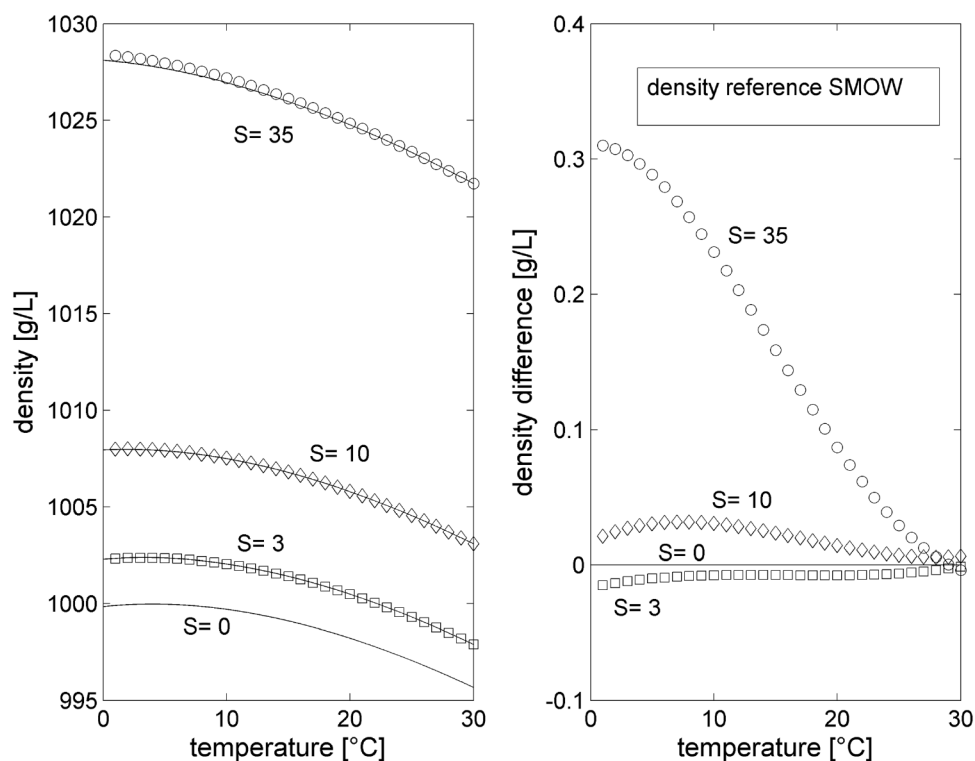 1030
1025
1020
1015
1010
1005
1000
995
density [g/L]
S= 35
S= 10
S= 3
S= 0
0
10
20
30
temperature [°C]
0.4
0.3
0.2
0.1
0
-0.1
density difference [g/L]
density reference SMOW
S= 35
S= 10
S= 0
S= 3
0
10
20
30
temperature [°C]